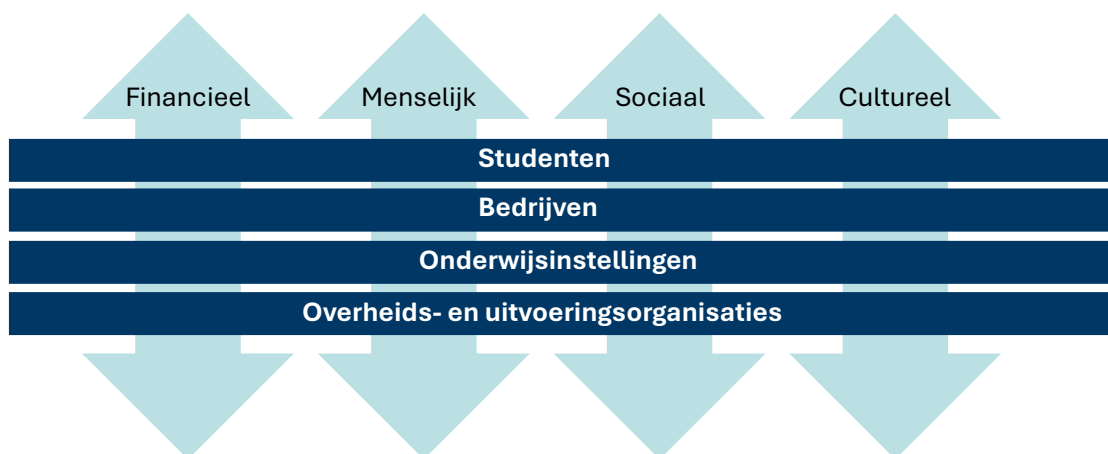 Financieel Menselijk Sociaal Cultureel
Studenten
Bedrijven
Onderwijsinstellingen
Overheids- en uitvoeringsorganisaties